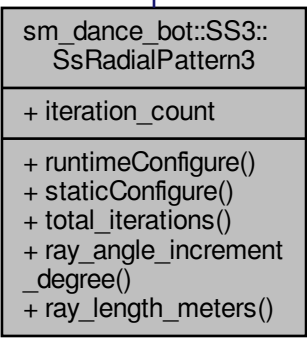 sm_dance_bot::SS3::
SsRadialPattern3
+ iteration_count
+ runtimeConfigure()
+ staticConfigure()
+ total_iterations()
+ ray_angle_increment
_degree()
+ ray_length_meters()